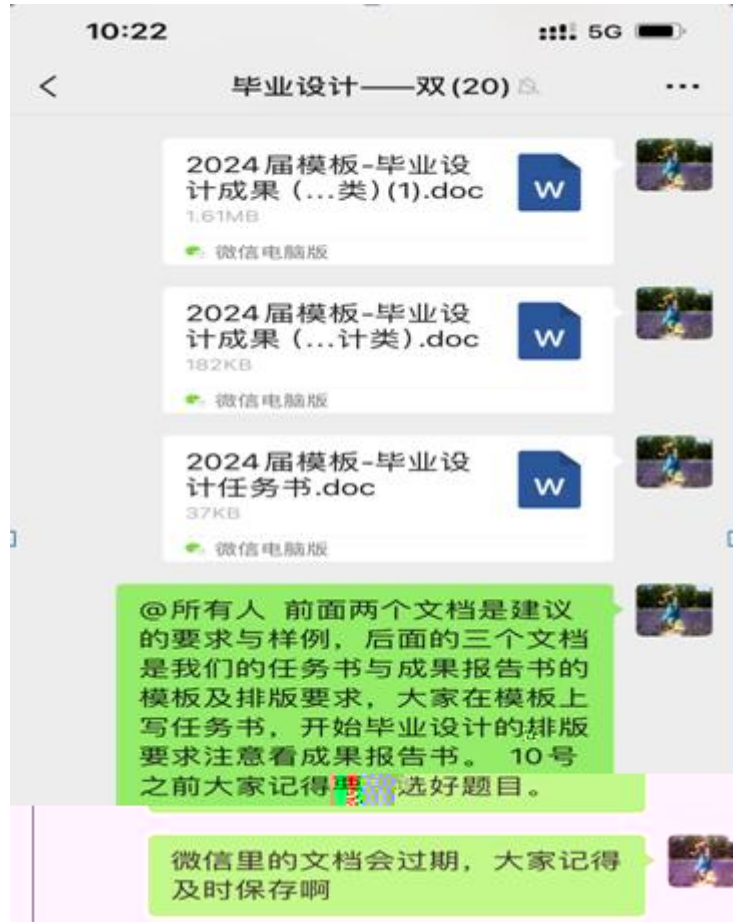 10:22
5G
毕业设计——双(20)
2024届模板-毕业设
计成果(...类)(1).doc
1.61MB
W
微信电脑版
2024届模板-毕业设
计成果(...计类).doc
182KB
W
微信电脑版
2024届模板-毕业设
计任务书.doc
37KB
W
微信电脑版
@所有人 前面两个文档是建议
的要求与样例，后面的三个文档
是我们的任务书与成果报告书的
模板及排版要求，大家在模板上
写任务书，开始毕业设计的排版
要求注意看成果报告书。 10号
之前大家记得选好题目。
微信里的文档会过期，大家记得
及时保存啊